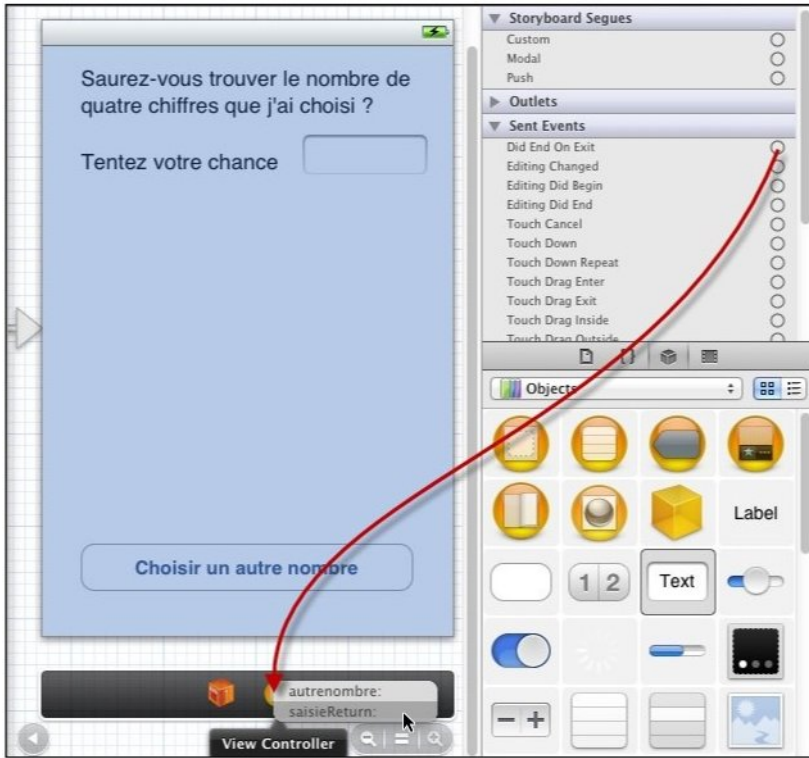 Saurez-vous trouver le nombre de
quatre chiffres que j'ai choisi ?
Tentez votre chance
Choisir un autre nombre
autrenombre:
saisieReturn:
View Controller
Storyboard Segues
Custom
Modal
Push
Outlets
Sent Events
Did End On Exit
Editing Changed
Editing Did Begin
Editing Did End
Touch Cancel
Touch Down
Touch Down Repeat
Touch Drag Enter
Touch Drag Exit
Touch Drag Inside
Touch Drag Outside
{}
Objects
Label
1 2
Text